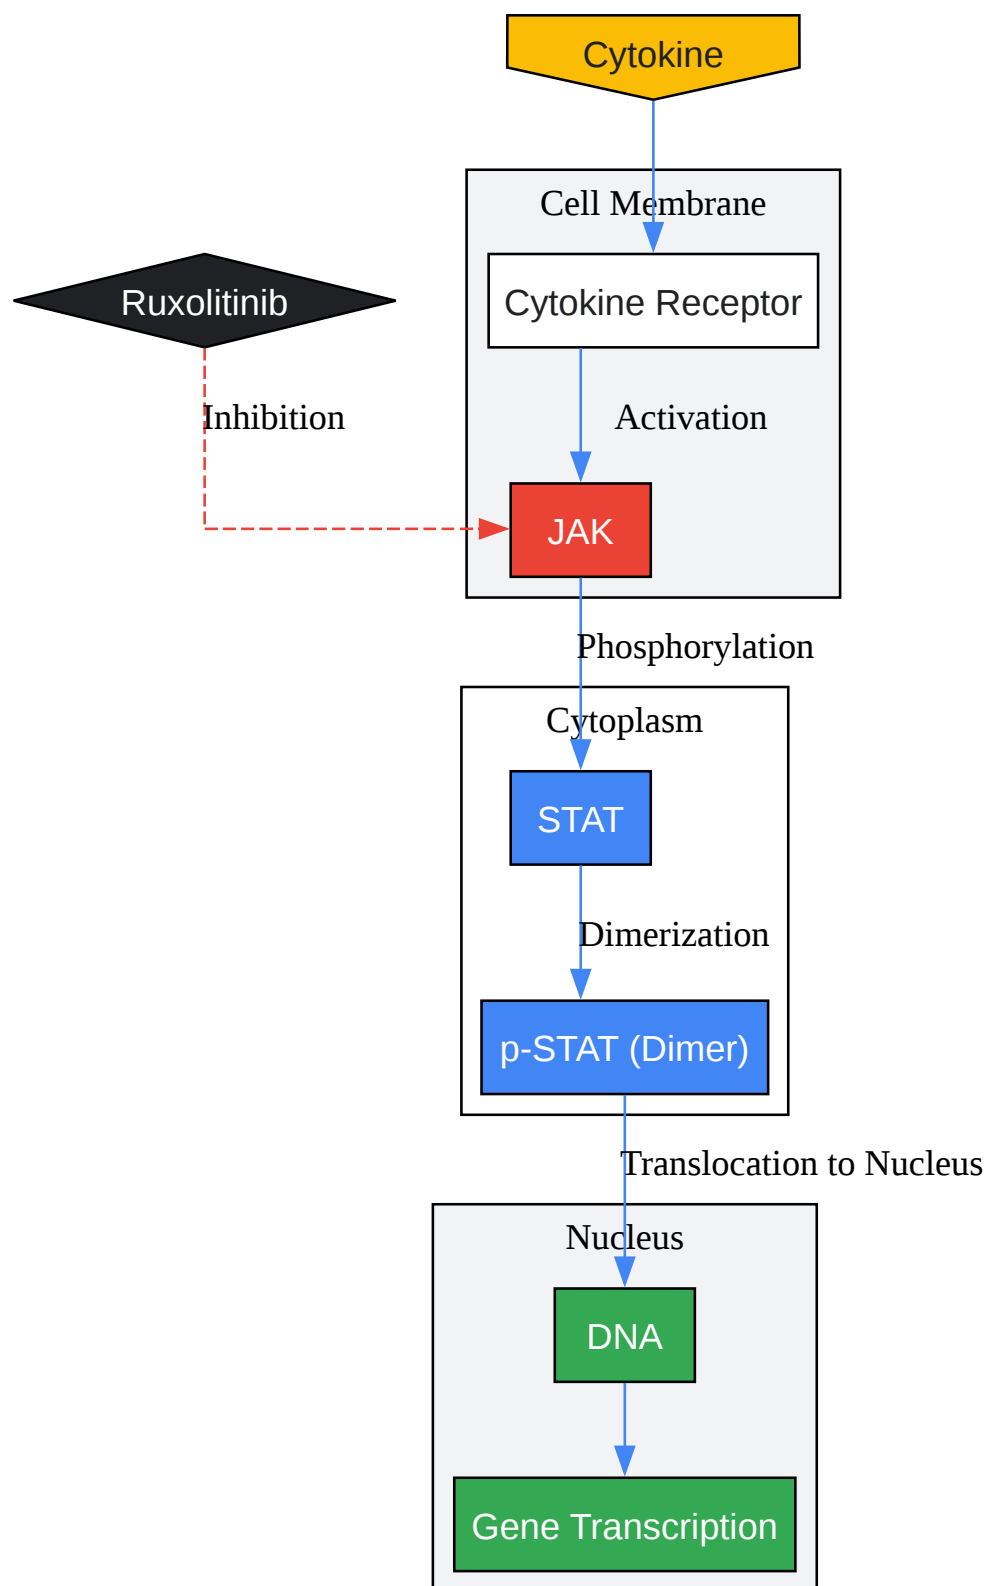 Cytokine
Cell Membrane
Cytokine Receptor
Ruxolitinib
Inhibition
Activation
JAK
Phosphorylation
Cytoplasm
STAT
Dimerization
p-STAT (Dimer)
Translocation to Nucleus
Nucleus
DNA
Gene Transcription